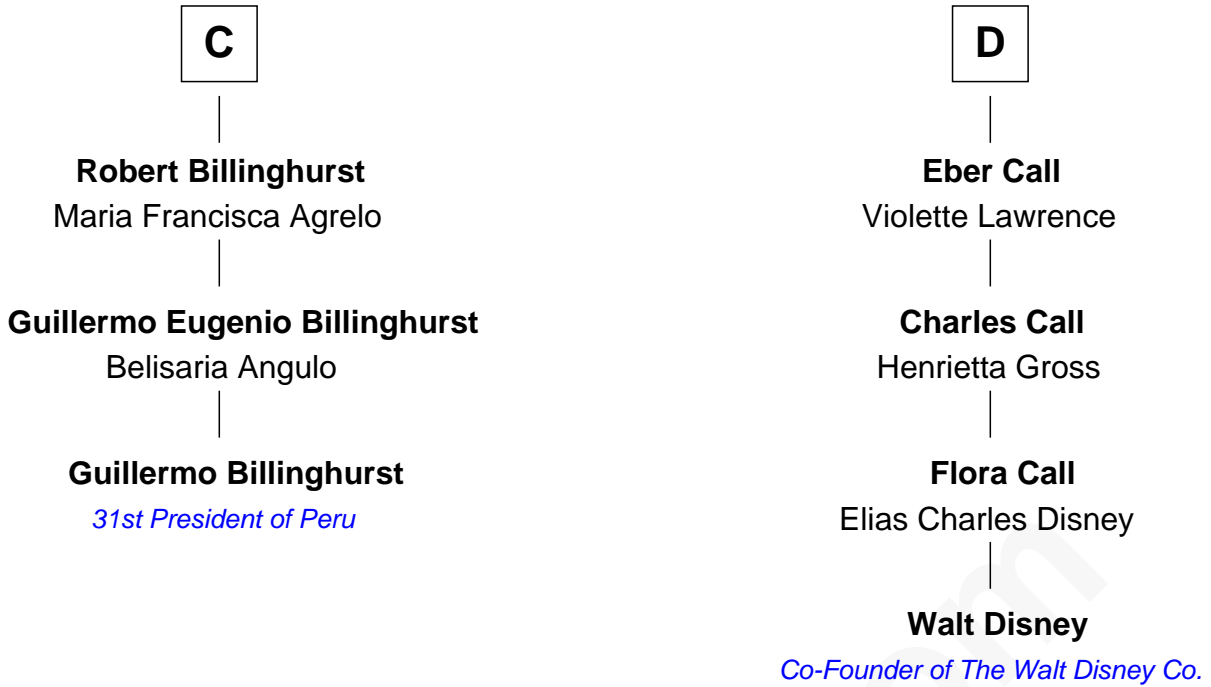 C
Robert Billinghurst
Maria Francisca Agrelo
Guillermo Eugenio Billinghurst
Belisaria Angulo
Guillermo Billinghurst
31st President of Peru
D
Eber Call
Violette Lawrence
Charles Call
Henrietta Gross
Flora Call
Elias Charles Disney
Walt Disney
Co-Founder of The Walt Disney Co.